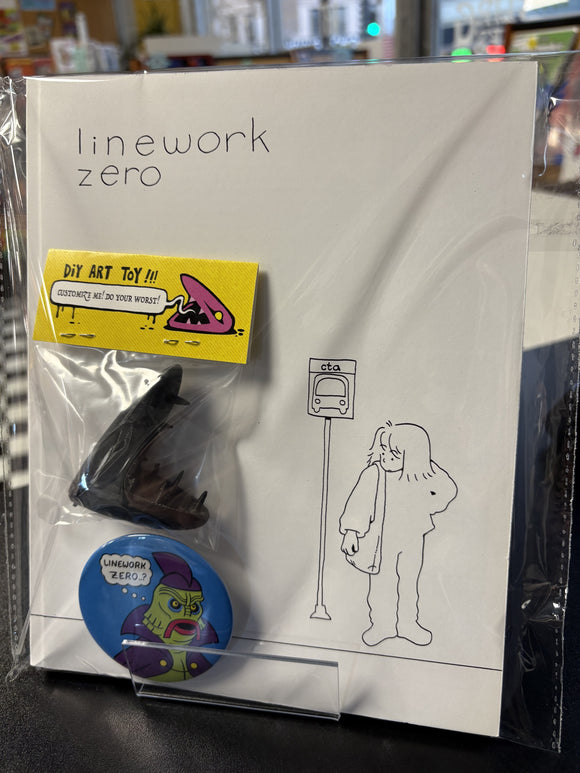 linework
zero
DiY ART TOY!!!
CUSTOMIZE ME! DO YOUR WORST!
cta
LINEWORK
ZERO..?